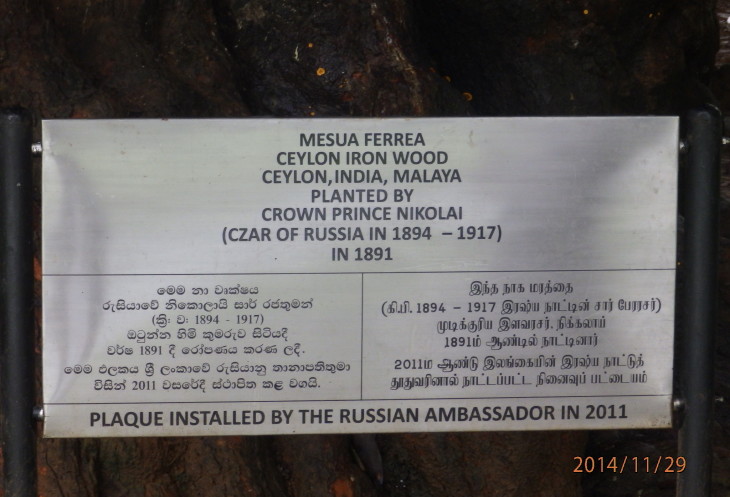 MESUA FERREA
CEYLON IRON WOOD
CEYLON,INDIA, MALAYA
PLANTED BY
CROWN PRINCE NIKOLAI
(CZAR OF RUSSIA IN 1894 – 1917)
IN 1891
මෙම නා වෘක්ෂය
රුසියාවේ නිකොලායි සාර් රජතුමන්
(ක්‍රි: ව: 1894 - 1917)
ඔටුන්න හිමි කුමරුව සිටියදී
වර්ෂ 1891 දී රෝපණය කරණ ලදී.
මෙම ඵලකය ශ්‍රී ලංකාවේ රුසියානු තානාපතිතුමා
විසින් 2011 වසරේදී ස්ථාපිත කළ වගයි.
இந்த நாக மரத்தை
(கி.பி. 1894 – 1917 இரஷ்ய நாட்டின் சார் பேரரசர்)
முடிக்குரிய இளவரசர். நிக்கலாய்
1891ம் ஆண்டில் நாட்டினார்
2011ம ஆண்டு இலங்கையின் இரஷ்ய நாட்டுத்
தூதுவரினால் நாட்டப்பட்ட நினைவுப் பட்டையம்
PLAQUE INSTALLED BY THE RUSSIAN AMBASSADOR IN 2011
2014/11/29